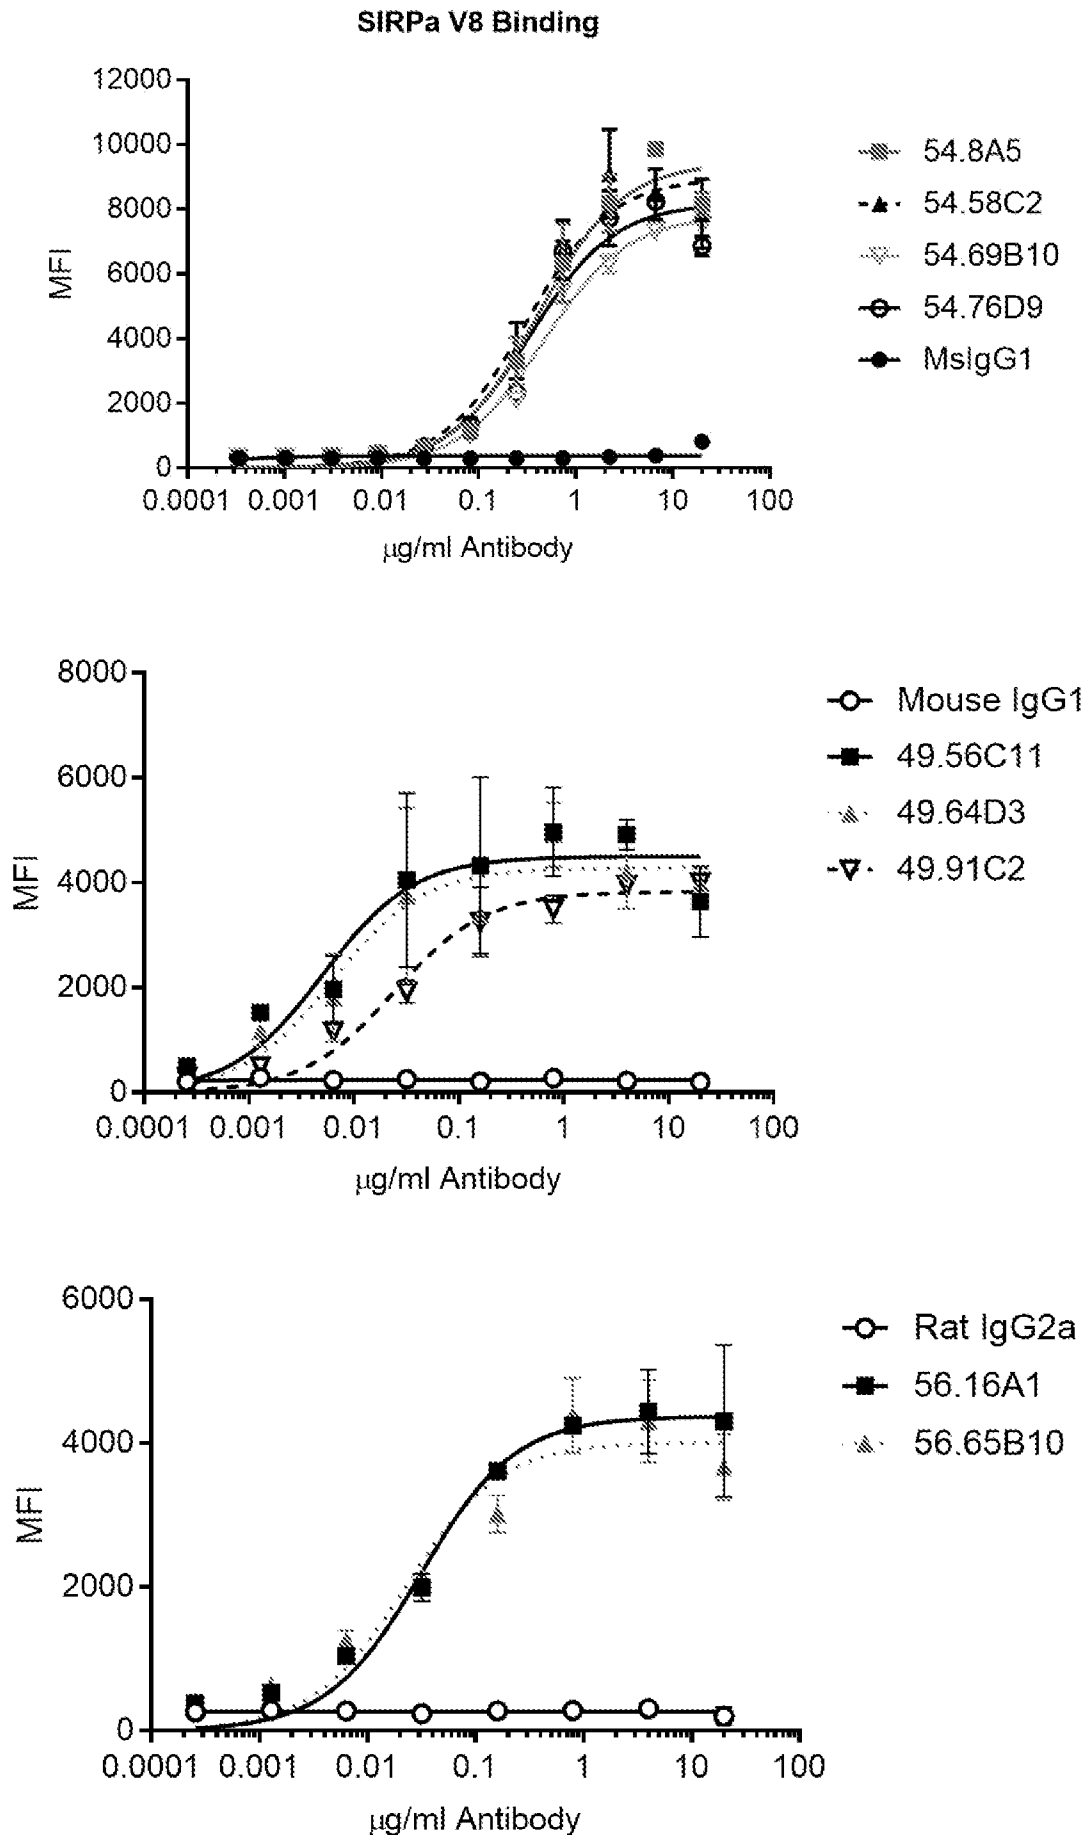 SIRPa V8 Binding
12000
10000
8000
6000
4000
2000
0
MFI
0.0001 0.001 0.01 0.1 1 10 100
µg/ml Antibody
54.8A5
54.58C2
54.69B10
54.76D9
MsIgG1
8000
6000
4000
2000
0
MFI
0.0001 0.001 0.01 0.1 1 10 100
µg/ml Antibody
Mouse IgG1
49.56C11
49.64D3
49.91C2
6000
4000
2000
0
MFI
0.0001 0.001 0.01 0.1 1 10 100
µg/ml Antibody
Rat IgG2a
56.16A1
56.65B10